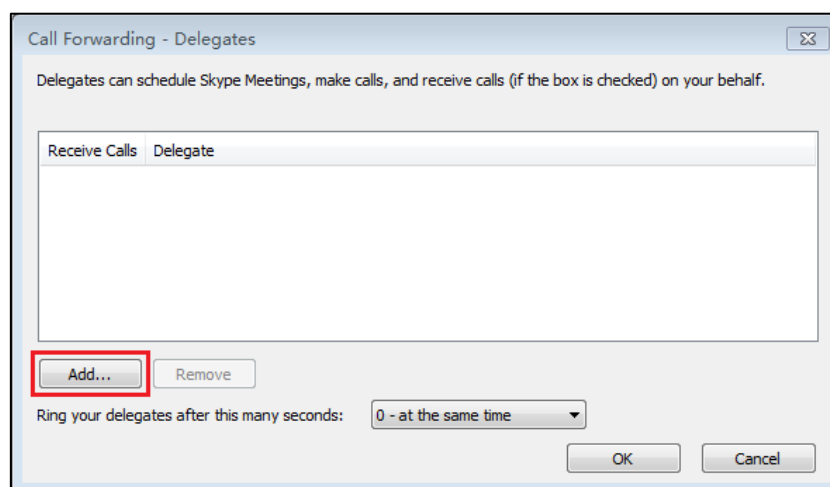 Call Forwarding - Delegates
Delegates can schedule Skype Meetings, make calls, and receive calls (if the box is checked) on your behalf.
Receive Calls Delegate
Add... Remove
Ring your delegates after this many seconds: 0 - at the same time
OK Cancel